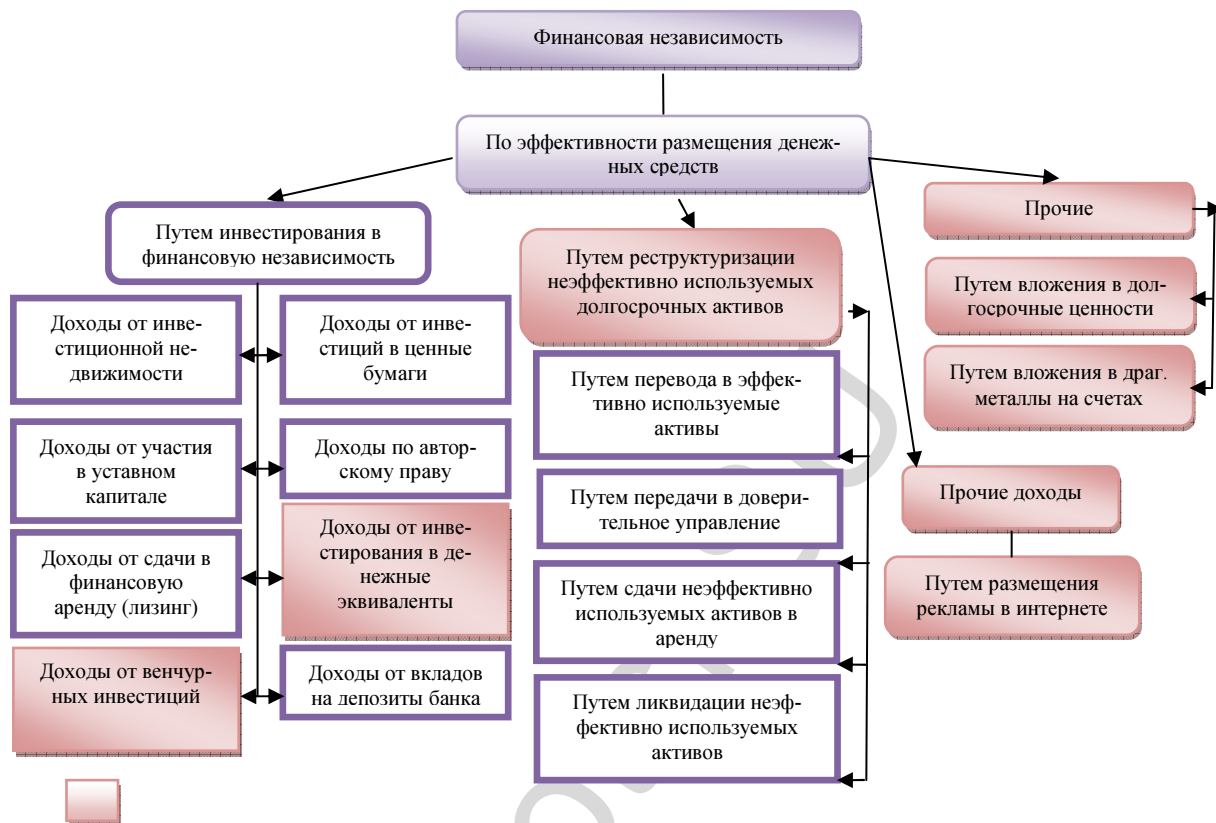 Финансовая независимость
По эффективности размещения денеж-
ных средств
Путем инвестирования в
финансовую независимость
Доходы от инве-
стиционной не-
движимости
Доходы от инве-
стиций в ценные
бумаги
Доходы от участия
в уставном
капитале
Доходы по автор-
скому праву
Доходы от сдачи в
финансовую
аренду (лизинг)
Доходы от инве-
стирования в де-
нежные
эквиваленты
Доходы от венчур-
ных инвестиций
Доходы от вкладов
на депозиты банка
Путем реструктуризации
неэффективно используемых
долгосрочных активов
Путем перевода в эффек-
тивно используемые
активы
Путем передачи в довери-
тельное управление
Путем сдачи неэффективно
используемых активов в
аренду
Путем ликвидации неэф-
фективно используемых
активов
Прочие
Путем вложения в дол-
госрочные ценности
Путем вложения в драг.
металлы на счетах
Прочие доходы
Путем размещения
рекламы в интернете